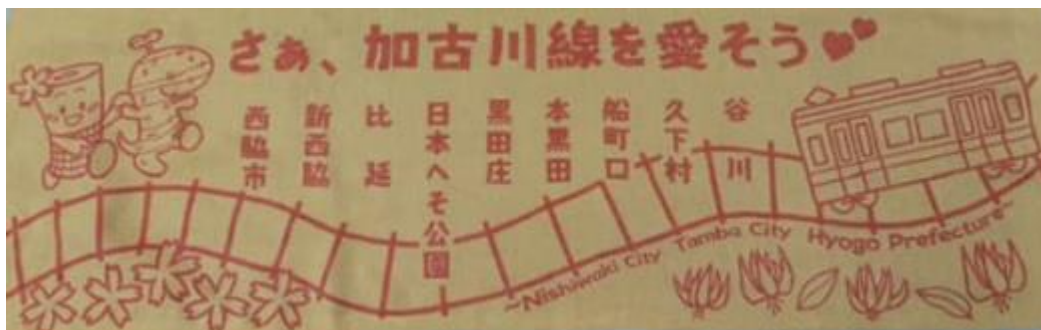 さぁ、加古川線を愛そう
西脇市
新西脇
比延
日本へそ公園
黒田庄
本黒田
船町口
久下村
谷川
~Nishiwaki City Tamba City Hyogo Prefecture~